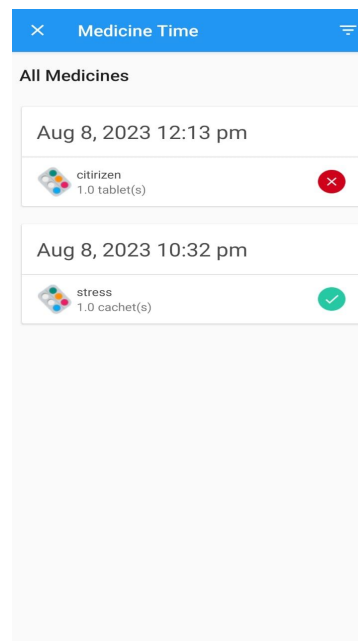 Medicine Time
All Medicines
Aug 8, 2023 12:13 pm
citirizen
1.0 tablet(s)
Aug 8, 2023 10:32 pm
stress
1.0 cachet(s)